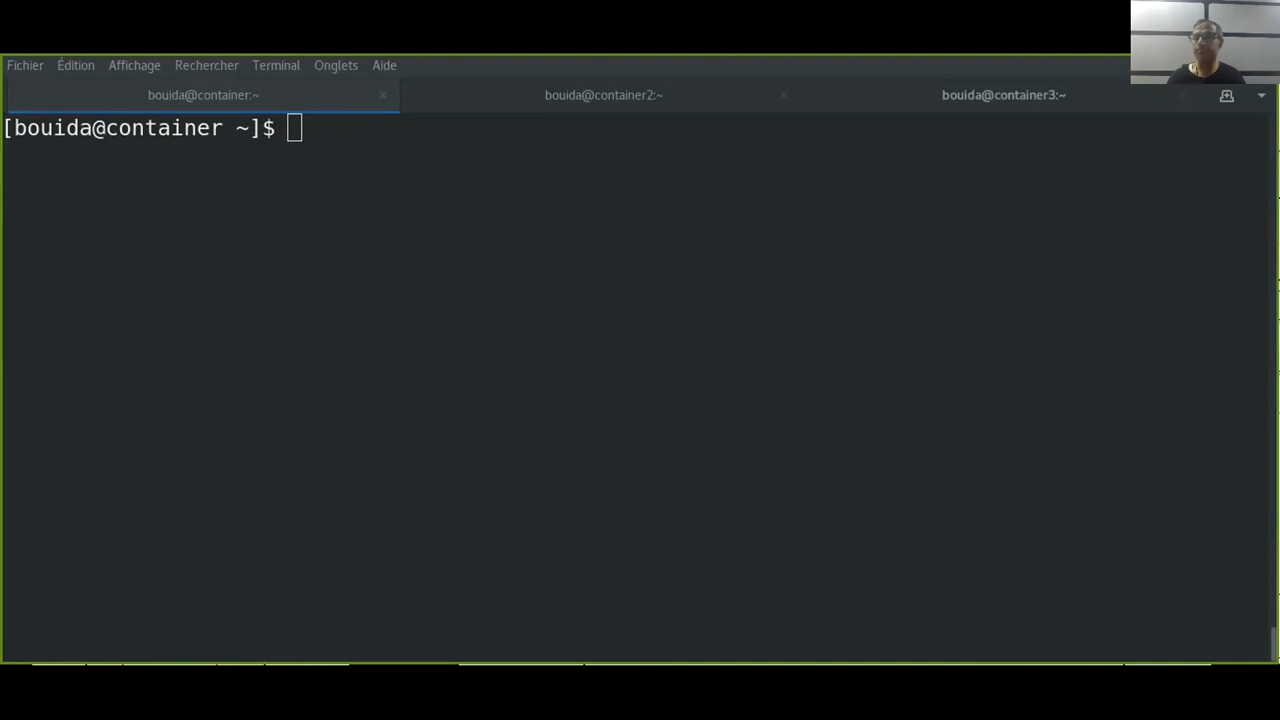 Fichier Édition Affichage Rechercher Terminal Onglets Aide
bouida@container:~ bouida@container2:~ bouida@container3:~
[bouida@container ~]$